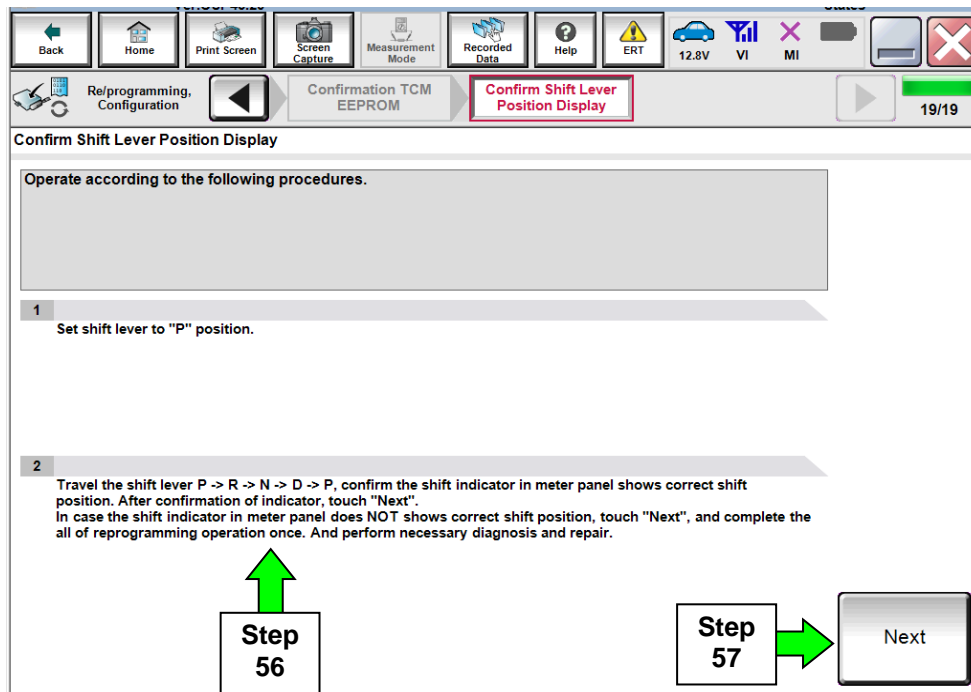 Back
Home
Print Screen
Screen
Capture
Measurement
Mode
Recorded
Data
Help
ERT
12.8V
VI
MI
Re/programming,
Configuration
Confirmation TCM
EEPROM
Confirm Shift Lever
Position Display
19/19
Confirm Shift Lever Position Display
Operate according to the following procedures.
1
Set shift lever to "P" position.
2
Travel the shift lever P -> R -> N -> D -> P, confirm the shift indicator in meter panel shows correct shift
position. After confirmation of indicator, touch "Next".
In case the shift indicator in meter panel does NOT shows correct shift position, touch "Next", and complete the
all of reprogramming operation once. And perform necessary diagnosis and repair.
Step
56
Step
57
Next